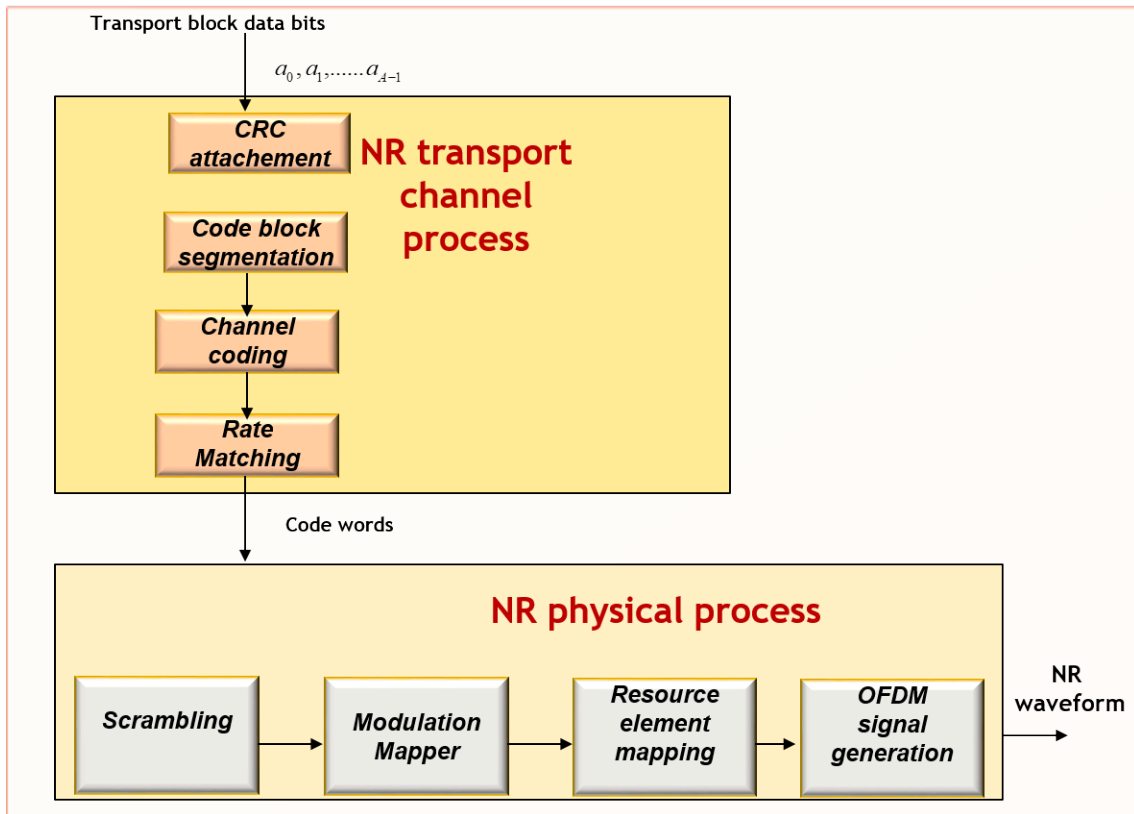 Transport block data bits
a₀, a₁,......a_{A−1}
CRC
attachement
NR transport
channel
process
Code block
segmentation
Channel
coding
Rate
Matching
Code words
NR physical process
Scrambling
Modulation
Mapper
Resource
element
mapping
OFDM
signal
generation
NR
waveform